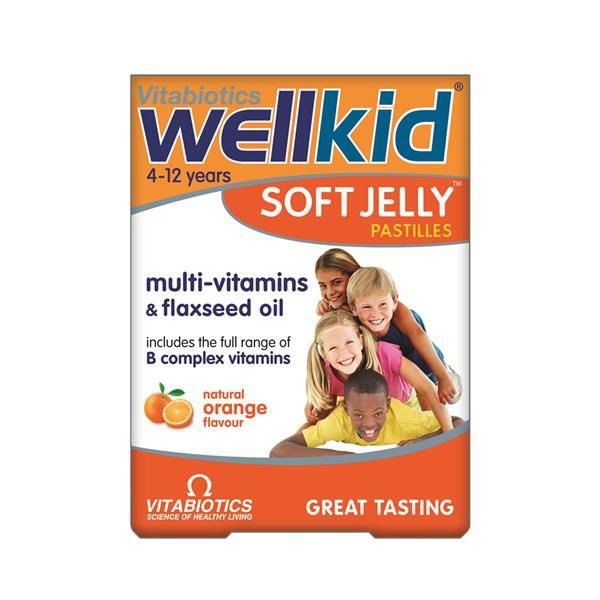 Vitabiotics
wellkid®
4-12 years
SOFT JELLY™
PASTILLES
multi-vitamins
& flaxseed oil
includes the full range of
B complex vitamins
natural
orange
flavour
VITABIOTICS
SCIENCE OF HEALTHY LIVING
GREAT TASTING